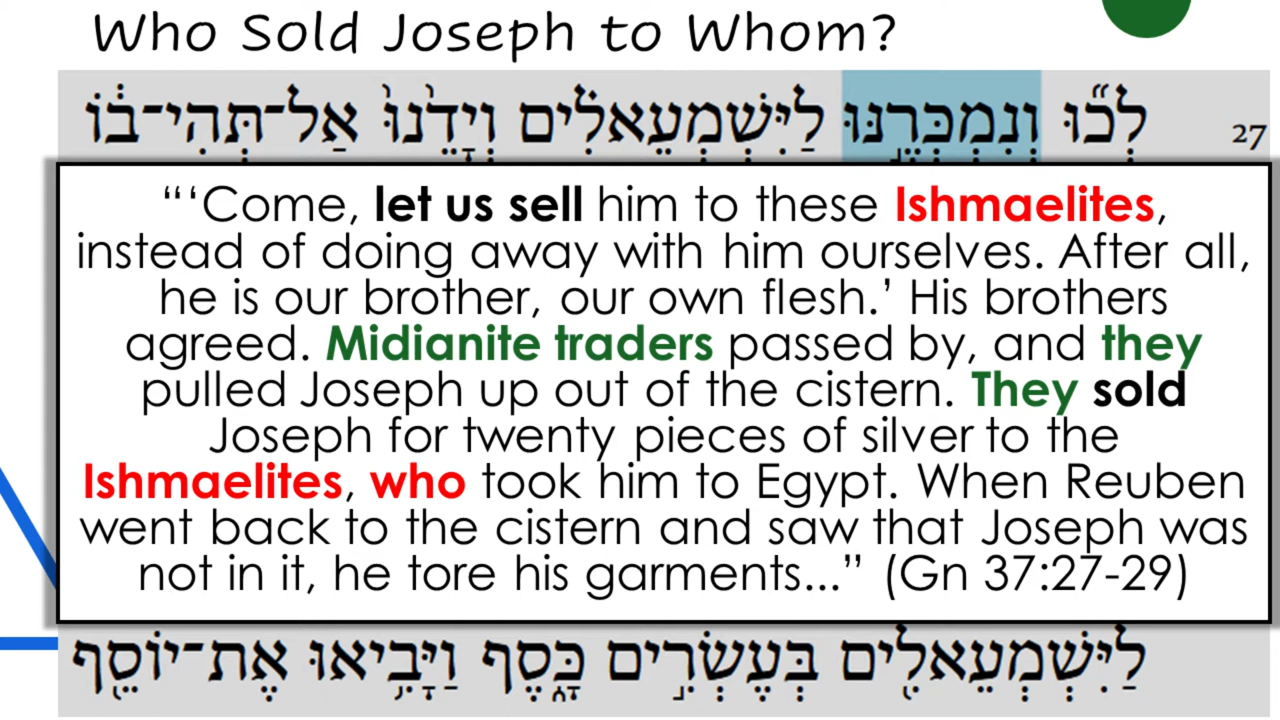 Who Sold Joseph to Whom?
27 לְכ֞וּ וְנִמְכְּרֶ֣נּוּ לַיִּשְׁמְעֵאלִ֗ים וְיָדֵ֙נוּ֙ אַל־תְּהִי־ב֔וֹ
“‘Come, let us sell him to these Ishmaelites,
instead of doing away with him ourselves. After all,
he is our brother, our own flesh.’ His brothers
agreed. Midianite traders passed by, and they
pulled Joseph up out of the cistern. They sold
Joseph for twenty pieces of silver to the
Ishmaelites, who took him to Egypt. When Reuben
went back to the cistern and saw that Joseph was
not in it, he tore his garments...” (Gn 37:27-29)
לַיִּשְׁמְעֵאלִ֖ים בְּעֶשְׂרִ֣ים כָּ֑סֶף וַיָּבִ֥יאוּ אֶת־יוֹסֵ֖ף